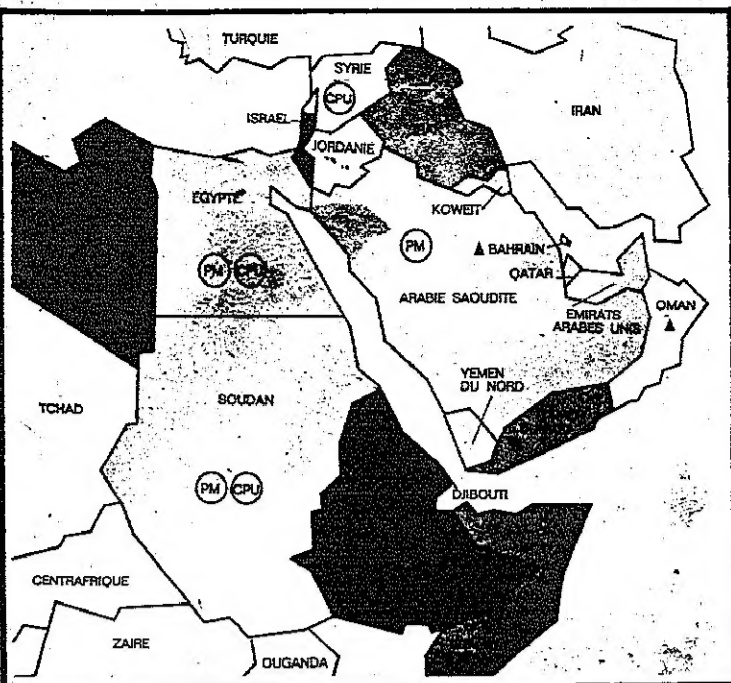 TURQUIE
SYRIE
CPU
IRAN
ISRAEL
JORDANIE
EGYPTE
KOWEIT
PM
BAHRAIN
PM CPU
QATAR
ARABIE SAOUDITE
EMIRATS
ARABES UNIS
OMAN
YEMEN
DU NORD
TCHAD
SOUDAN
PM CPU
DJIBOUTI
CENTRAFRIQUE
ZAIRE
OUGANDA